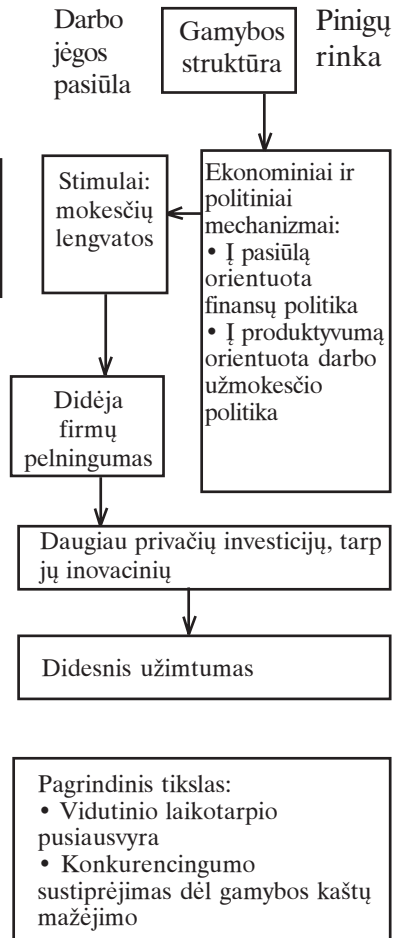 Darbo
jėgos
pasiūla
Gamybos
struktūra
Pinigų
rinka
Stimulai:
mokesčių
lengvatos
Ekonominiai ir
politiniai
mechanizmai:
• Į pasiūlą
orientuota
finansų politika
• Į produktyvumą
orientuota darbo
užmokesčio
politika
Didėja
firmų
pelningumas
Daugiau privačių investicijų, tarp
jų inovacinių
Didesnis užimtumas
Pagrindinis tikslas:
• Vidutinio laikotarpio
pusiausvyra
• Konkurencingumo
sustiprėjimas dėl gamybos kaštų
mažėjimo